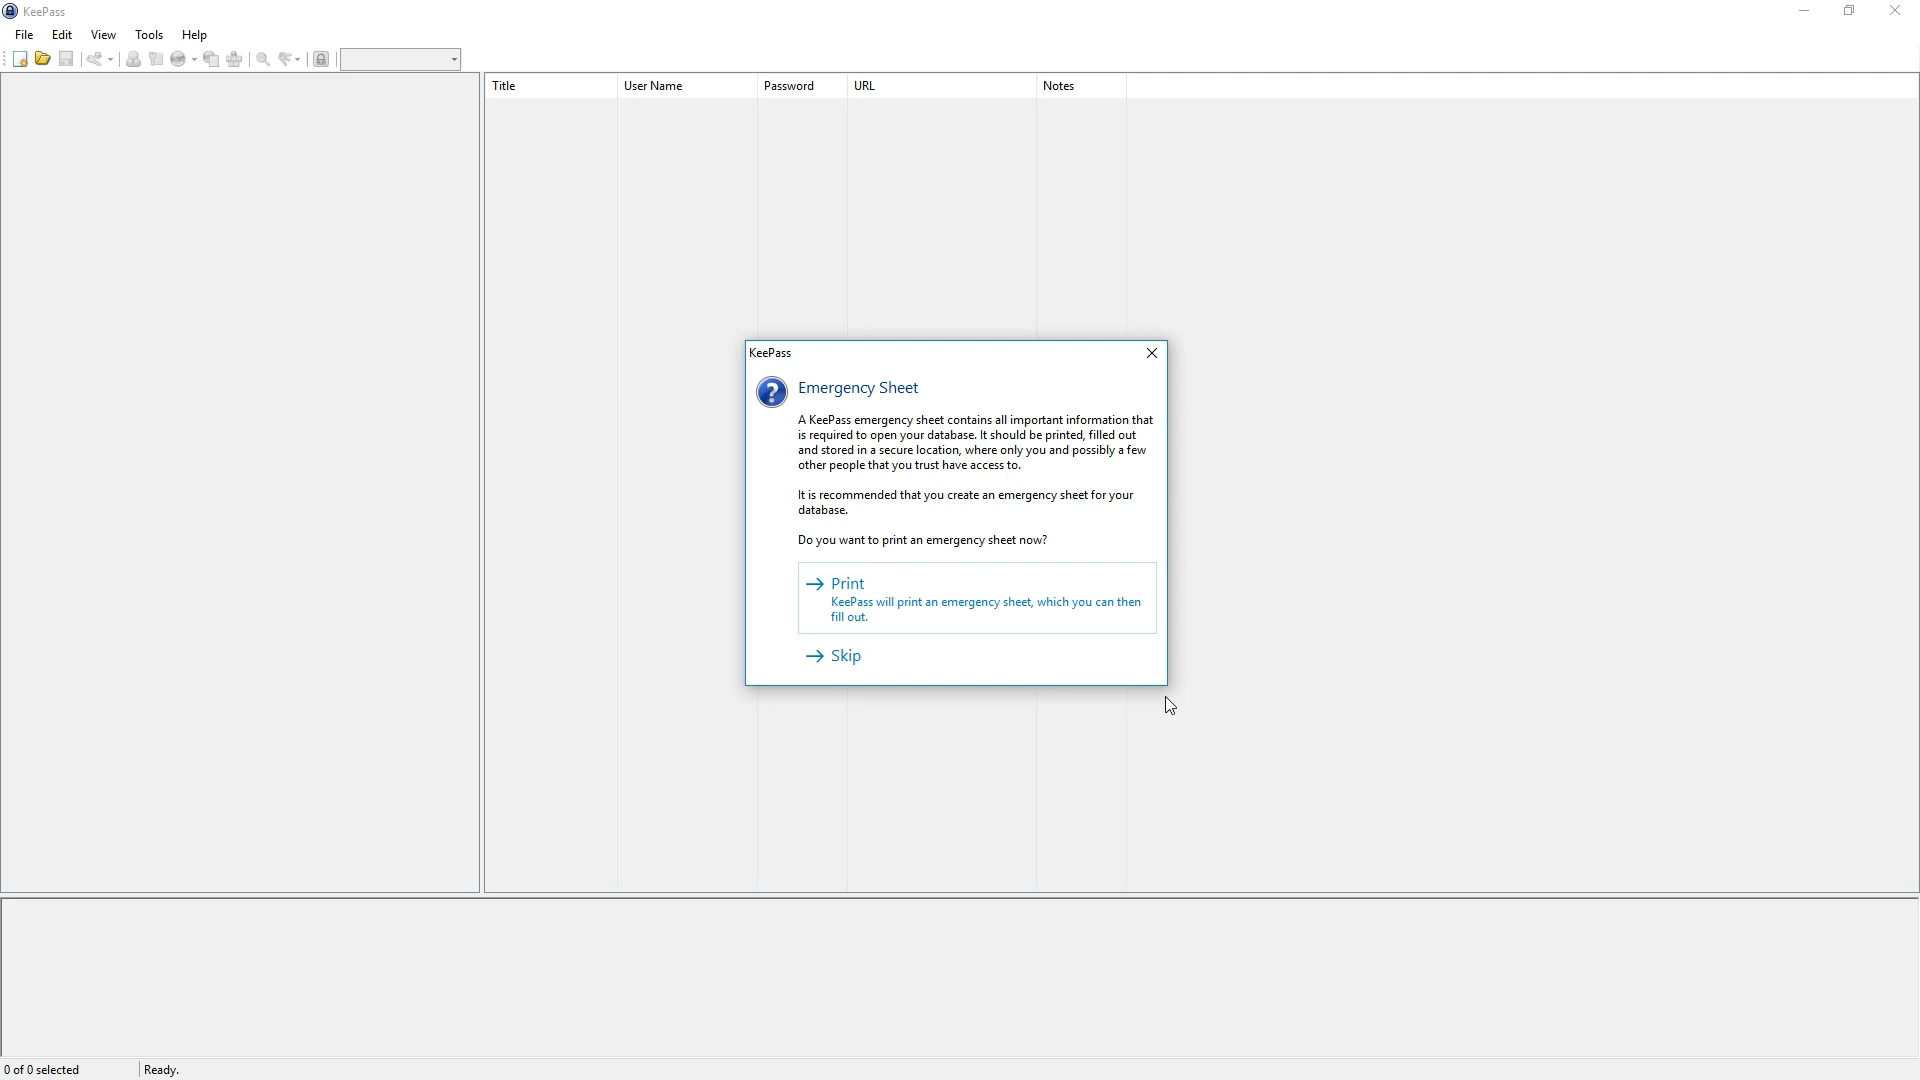 KeePass
File Edit View Tools Help
Title User Name Password URL Notes
KeePass
Emergency Sheet
A KeePass emergency sheet contains all important information that
is required to open your database. It should be printed, filled out
and stored in a secure location, where only you and possibly a few
other people that you trust have access to.
It is recommended that you create an emergency sheet for your
database.
Do you want to print an emergency sheet now?
Print
KeePass will print an emergency sheet, which you can then
fill out.
Skip
0 of 0 selected Ready.